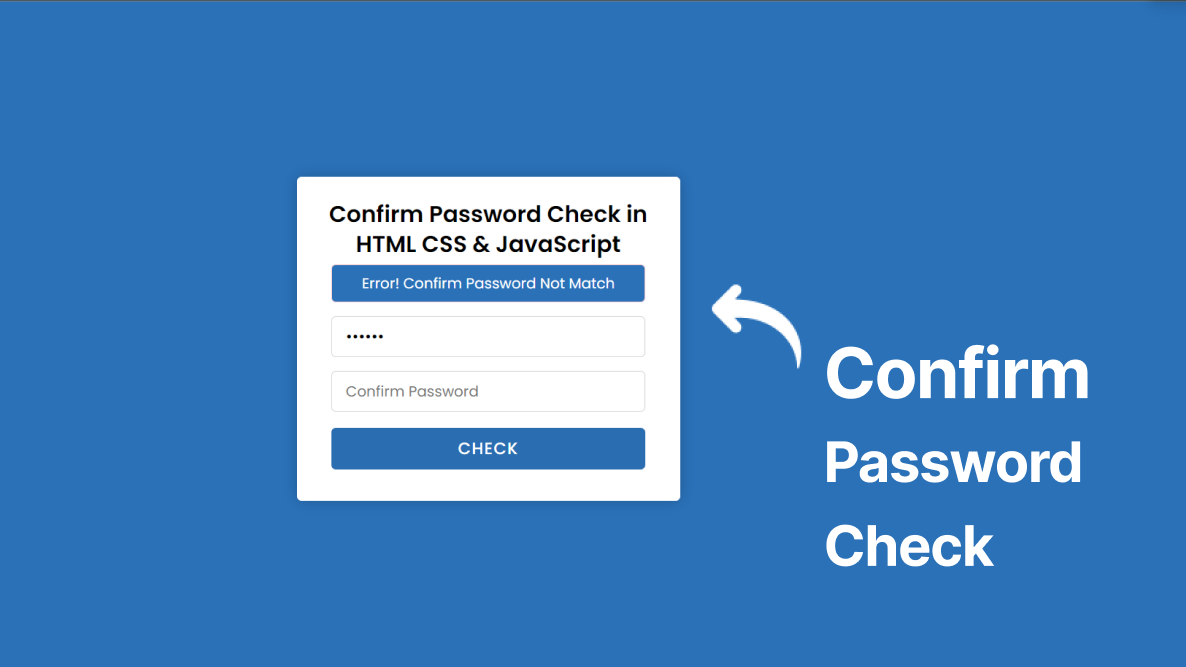 Confirm Password Check in
HTML CSS & JavaScript
Error! Confirm Password Not Match
••••••
Confirm Password
CHECK
Confirm
Password
Check